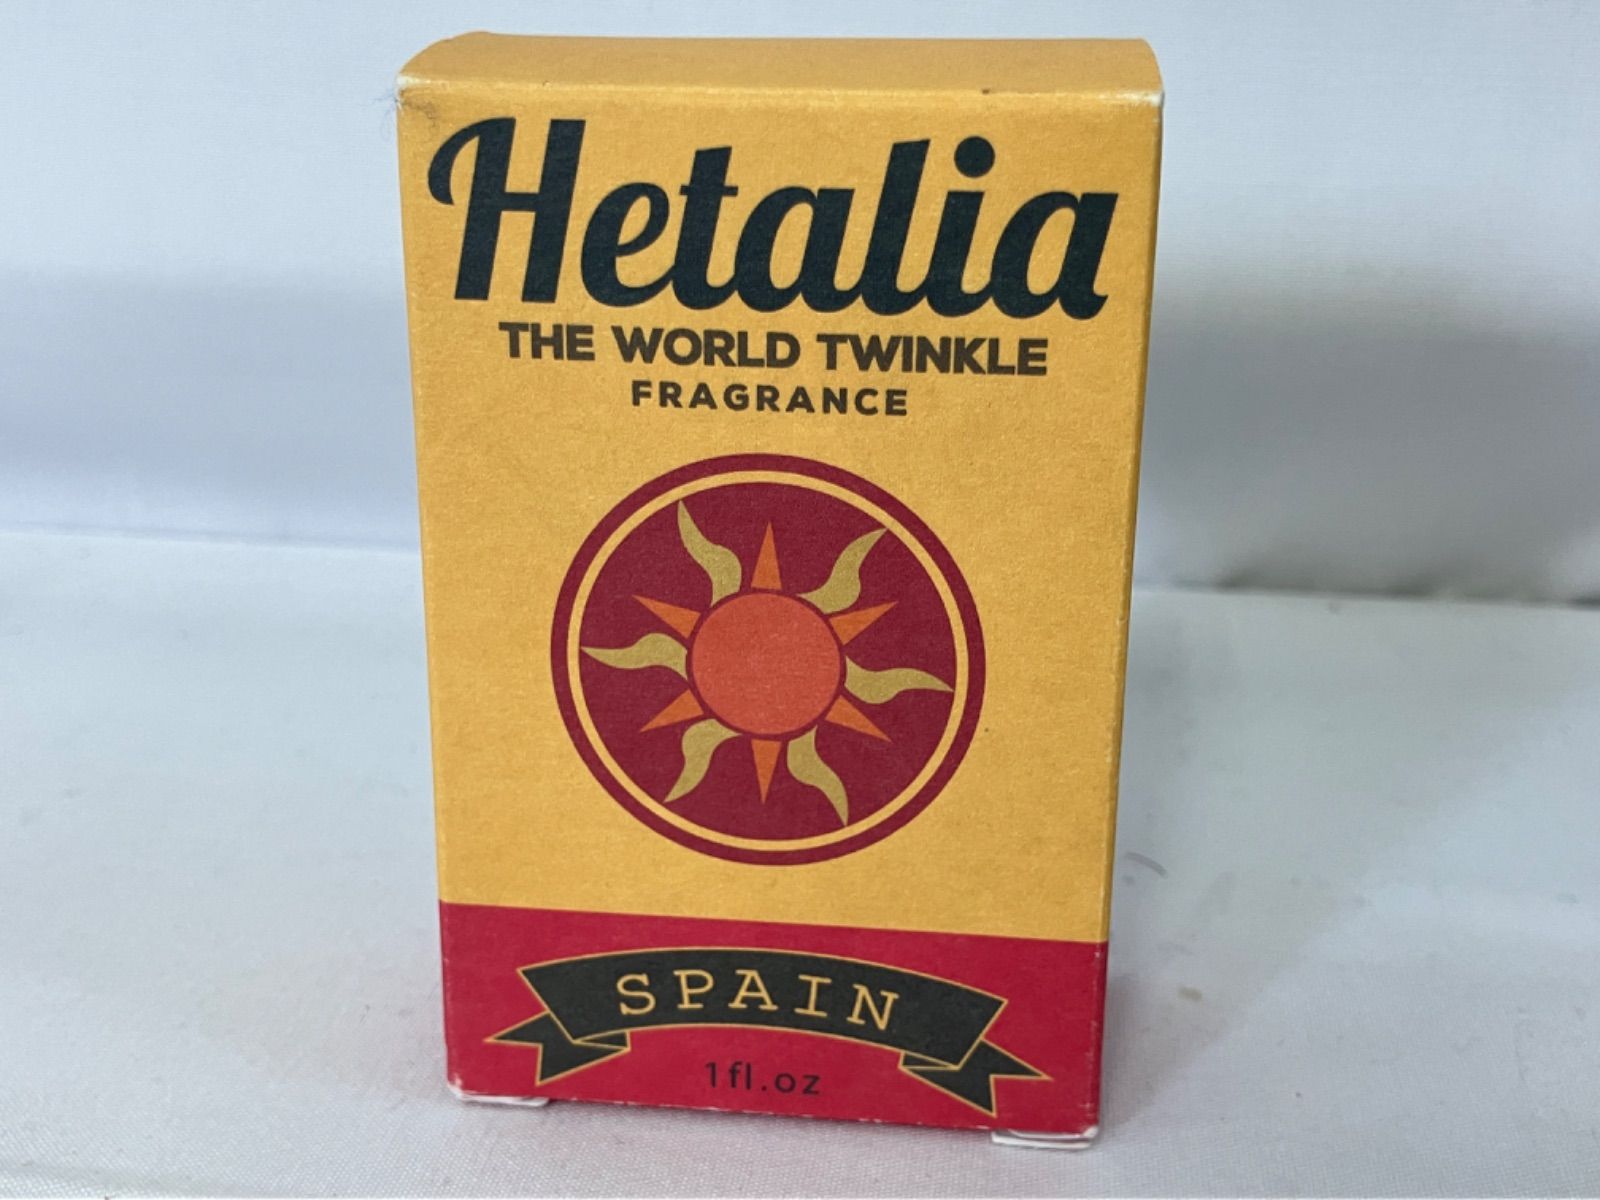 Hetalia
THE WORLD TWINKLE
FRAGRANCE
SPAIN
1fl.oz